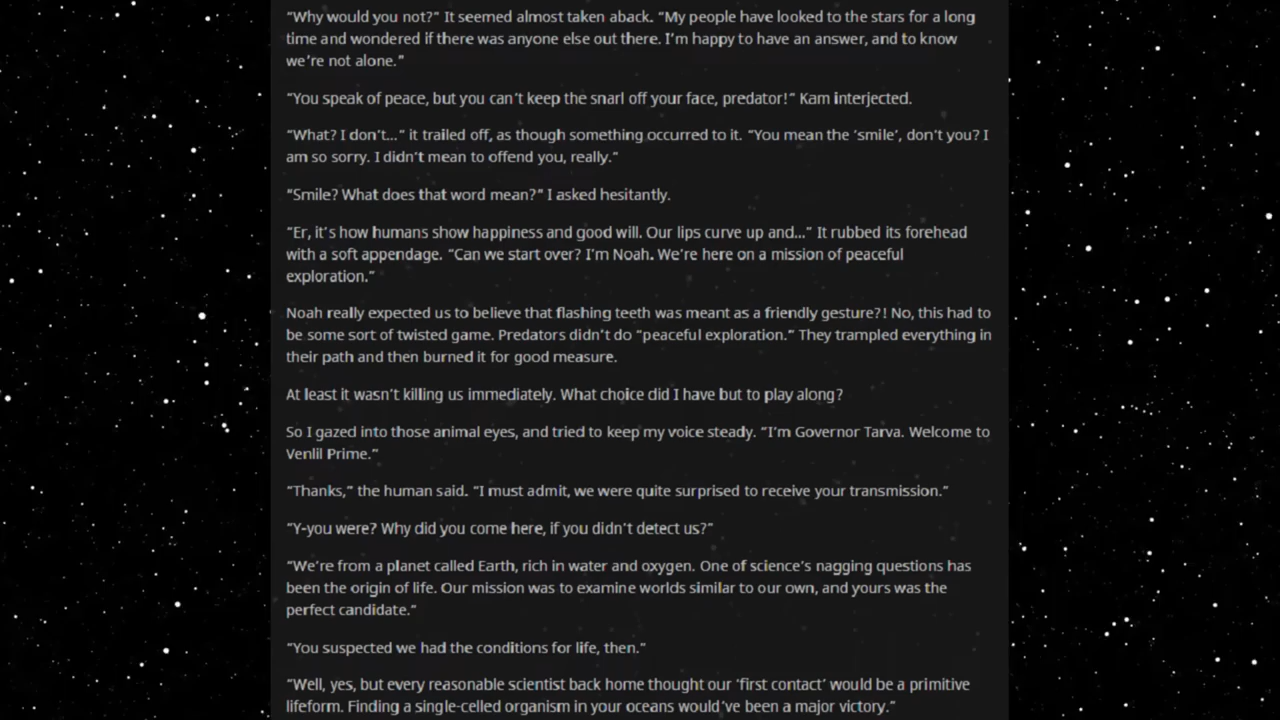 “Why would you not?” It seemed almost taken aback. “My people have looked to the stars for a long
time and wondered if there was anyone else out there. I’m happy to have an answer, and to know
we’re not alone.”
“You speak of peace, but you can’t keep the snarl off your face, predator!” Kam interjected.
“What? I don’t…” it trailed off, as though something occurred to it. “You mean the ‘smile’, don’t you? I
am so sorry. I didn’t mean to offend you, really.”
“Smile? What does that word mean?” I asked hesitantly.
“Er, it’s how humans show happiness and good will. Our lips curve up and…” It rubbed its forehead
with a soft appendage. “Can we start over? I’m Noah. We’re here on a mission of peaceful
exploration.”
Noah really expected us to believe that flashing teeth was meant as a friendly gesture?! No, this had to
be some sort of twisted game. Predators didn’t do “peaceful exploration.” They trampled everything in
their path and then burned it for good measure.
At least it wasn’t killing us immediately. What choice did I have but to play along?
So I gazed into those animal eyes, and tried to keep my voice steady. “I’m Governor Tarva. Welcome to
Venlil Prime.”
“Thanks,” the human said. “I must admit, we were quite surprised to receive your transmission.”
“Y-you were? Why did you come here, if you didn’t detect us?”
“We’re from a planet called Earth, rich in water and oxygen. One of science’s nagging questions has
been the origin of life. Our mission was to examine worlds similar to our own, and yours was the
perfect candidate.”
“You suspected we had the conditions for life, then.”
“Well, yes, but every reasonable scientist back home thought our ‘first contact’ would be a primitive
lifeform. Finding a single-celled organism in your oceans would’ve been a major victory.”